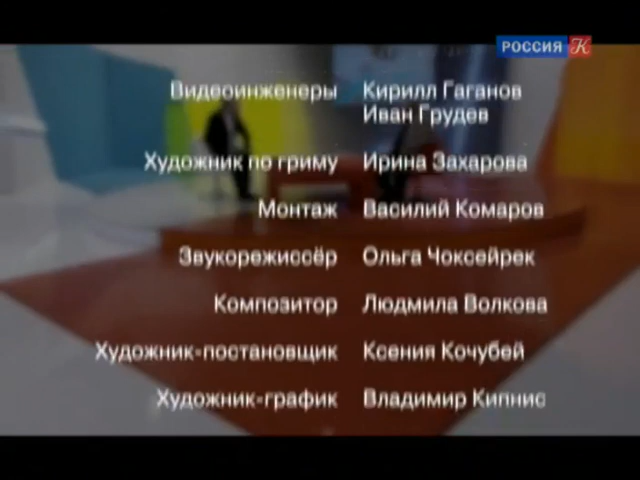 РОССИЯ К
Видеоинженеры Кирилл Гаганов
Иван Грудев
Художник по гриму Ирина Захарова
Монтаж Василий Комаров
Звукорежиссёр Ольга Чоксейрек
Композитор Людмила Волкова
Художник-постановщик Ксения Кочубей
Художник-график Владимир Кипнис